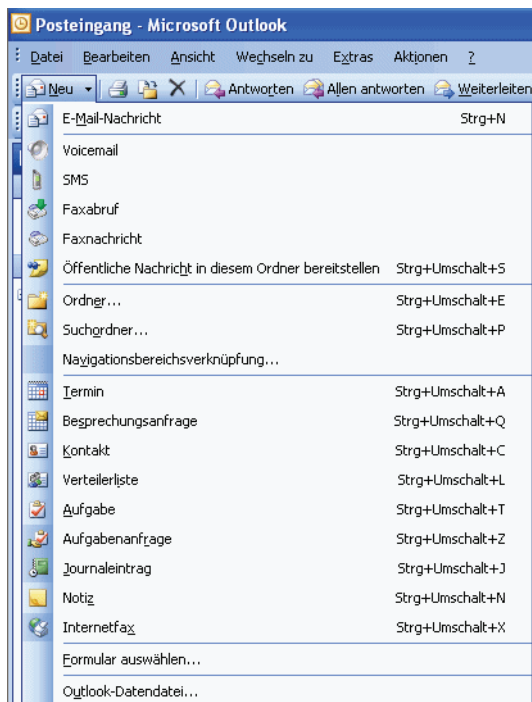 Posteingang - Microsoft Outlook
Datei Bearbeiten Ansicht Wechseln zu Extras Aktionen ?
Neu Antworten Allen antworten Weiterleiten
E-Mail-Nachricht Strg+N
Voicemail
SMS
Faxabruf
Faxnachricht
Öffentliche Nachricht in diesem Ordner bereitstellen Strg+Umschalt+S
Ordner... Strg+Umschalt+E
Suchordner... Strg+Umschalt+P
Navigationsbereichsverknüpfung...
Termin Strg+Umschalt+A
Besprechungsanfrage Strg+Umschalt+Q
Kontakt Strg+Umschalt+C
Verteilerliste Strg+Umschalt+L
Aufgabe Strg+Umschalt+T
Aufgabenanfrage Strg+Umschalt+Z
Journaleintrag Strg+Umschalt+J
Notiz Strg+Umschalt+N
Internetfax Strg+Umschalt+X
Formular auswählen...
Outlook-Datendatei...